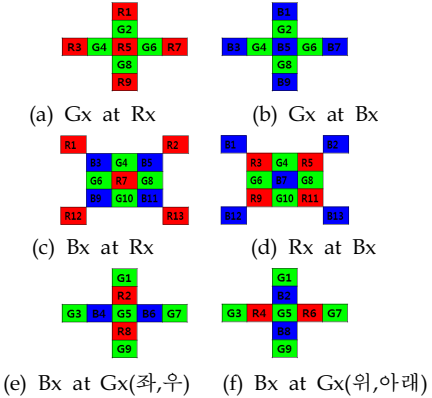 R1 B1
G2 G2
R3 G4 R5 G6 R7 B3 G4 B5 G6 B7
G8 G8
R9 B9
(a) Gx at Rx (b) Gx at Bx
R1 R2 B1 B2
B3 G4 B5 R3 G4 R5
G6 R7 G8 G6 B7 G8
B9 G10 B11 R9 G10 R11
R12 R13 B12 B13
(c) Bx at Rx (d) Rx at Bx
G1 G1
R2 B2
G3 B4 G5 B6 G7 G3 R4 G5 R6 G7
R8 B8
G9 G9
(e) Bx at Gx(좌,우) (f) Bx at Gx(위,아래)